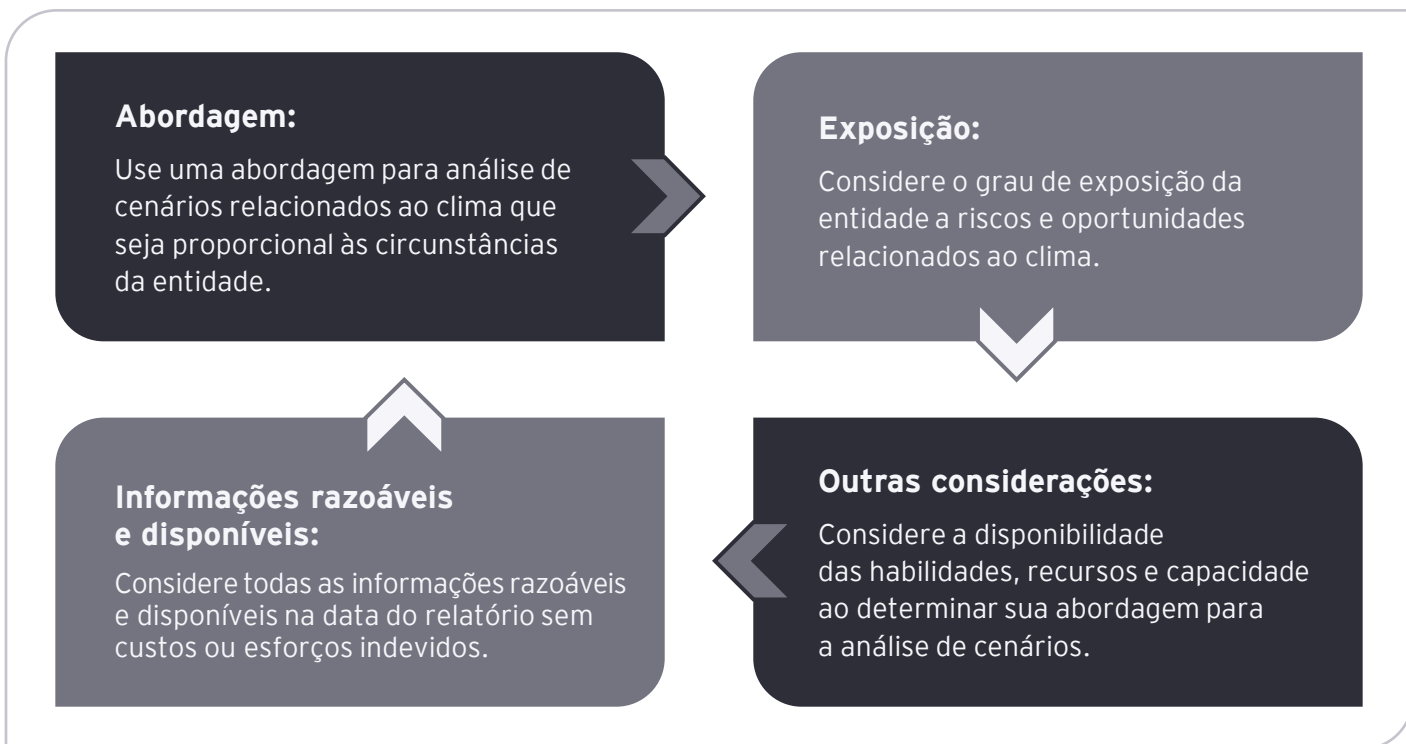 Abordagem:
Use uma abordagem para análise de
cenários relacionados ao clima que
seja proporcional às circunstâncias
da entidade.
Exposição:
Considere o grau de exposição da
entidade a riscos e oportunidades
relacionados ao clima.
Outras considerações:
Considere a disponibilidade
das habilidades, recursos e capacidade
ao determinar sua abordagem para
a análise de cenários.
Informações razoáveis
e disponíveis:
Considere todas as informações razoáveis
e disponíveis na data do relatório sem
custos ou esforços indevidos.